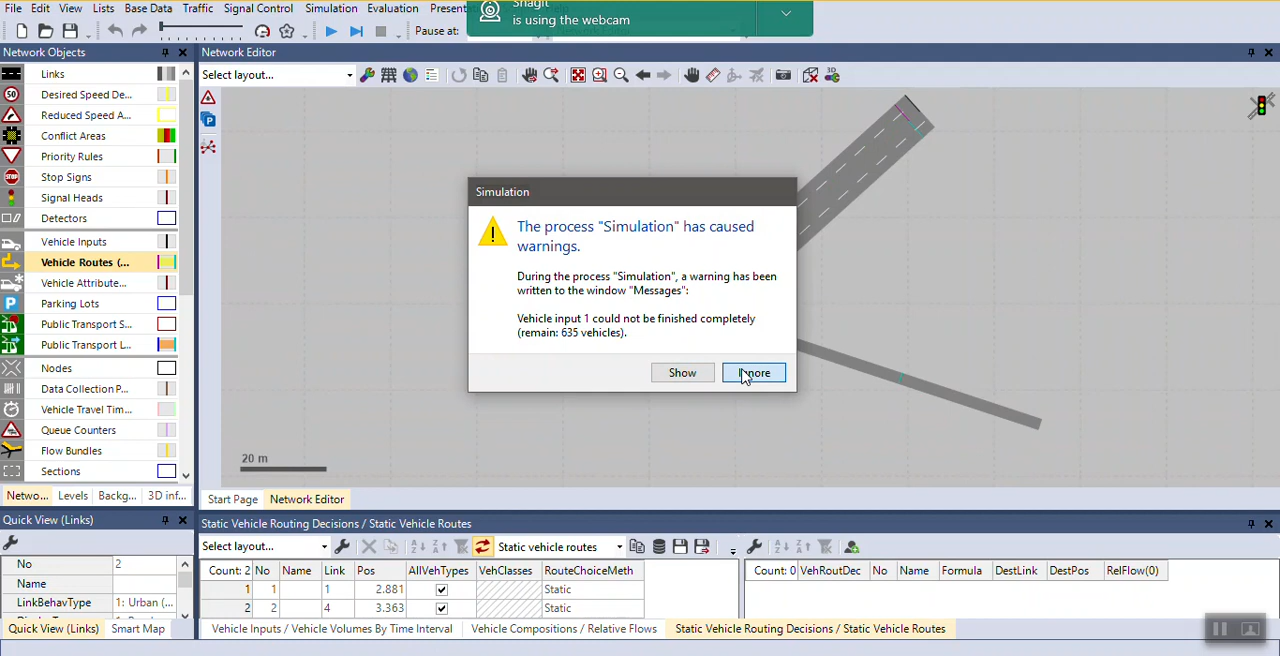 Snagit
is using the webcam
File Edit View Lists Base Data Traffic Signal Control Simulation Evaluation
Pause at:
Network Objects
Network Editor
Select layout...
3D
Links
50 Desired Speed De...
Reduced Speed A...
Conflict Areas
Priority Rules
STOP Stop Signs
Signal Heads
Detectors
Vehicle Inputs
Vehicle Routes (...
Vehicle Attribute...
P Parking Lots
Public Transport S...
Public Transport L...
Nodes
Data Collection P...
Vehicle Travel Tim...
Queue Counters
Flow Bundles
Sections
Netwo... Levels Backg... 3D inf...
P
Simulation
The process "Simulation" has caused
warnings.
During the process "Simulation", a warning has been
written to the window "Messages":
Vehicle input 1 could not be finished completely
(remain: 635 vehicles).
Show Ignore
20 m
Start Page Network Editor
Quick View (Links)
No 2
Name
LinkBehavType 1: Urban (...
Quick View (Links) Smart Map
Static Vehicle Routing Decisions / Static Vehicle Routes
Select layout... Static vehicle routes
Count: 2 No Name Link Pos AllVehTypes VehClasses RouteChoiceMeth
1 1 1 2.881 Static
2 2 4 3.363 Static
Count: 0 VehRoutDec No Name Formula DestLink DestPos RelFlow(0)
Vehicle Inputs / Vehicle Volumes By Time Interval Vehicle Compositions / Relative Flows Static Vehicle Routing Decisions / Static Vehicle Routes